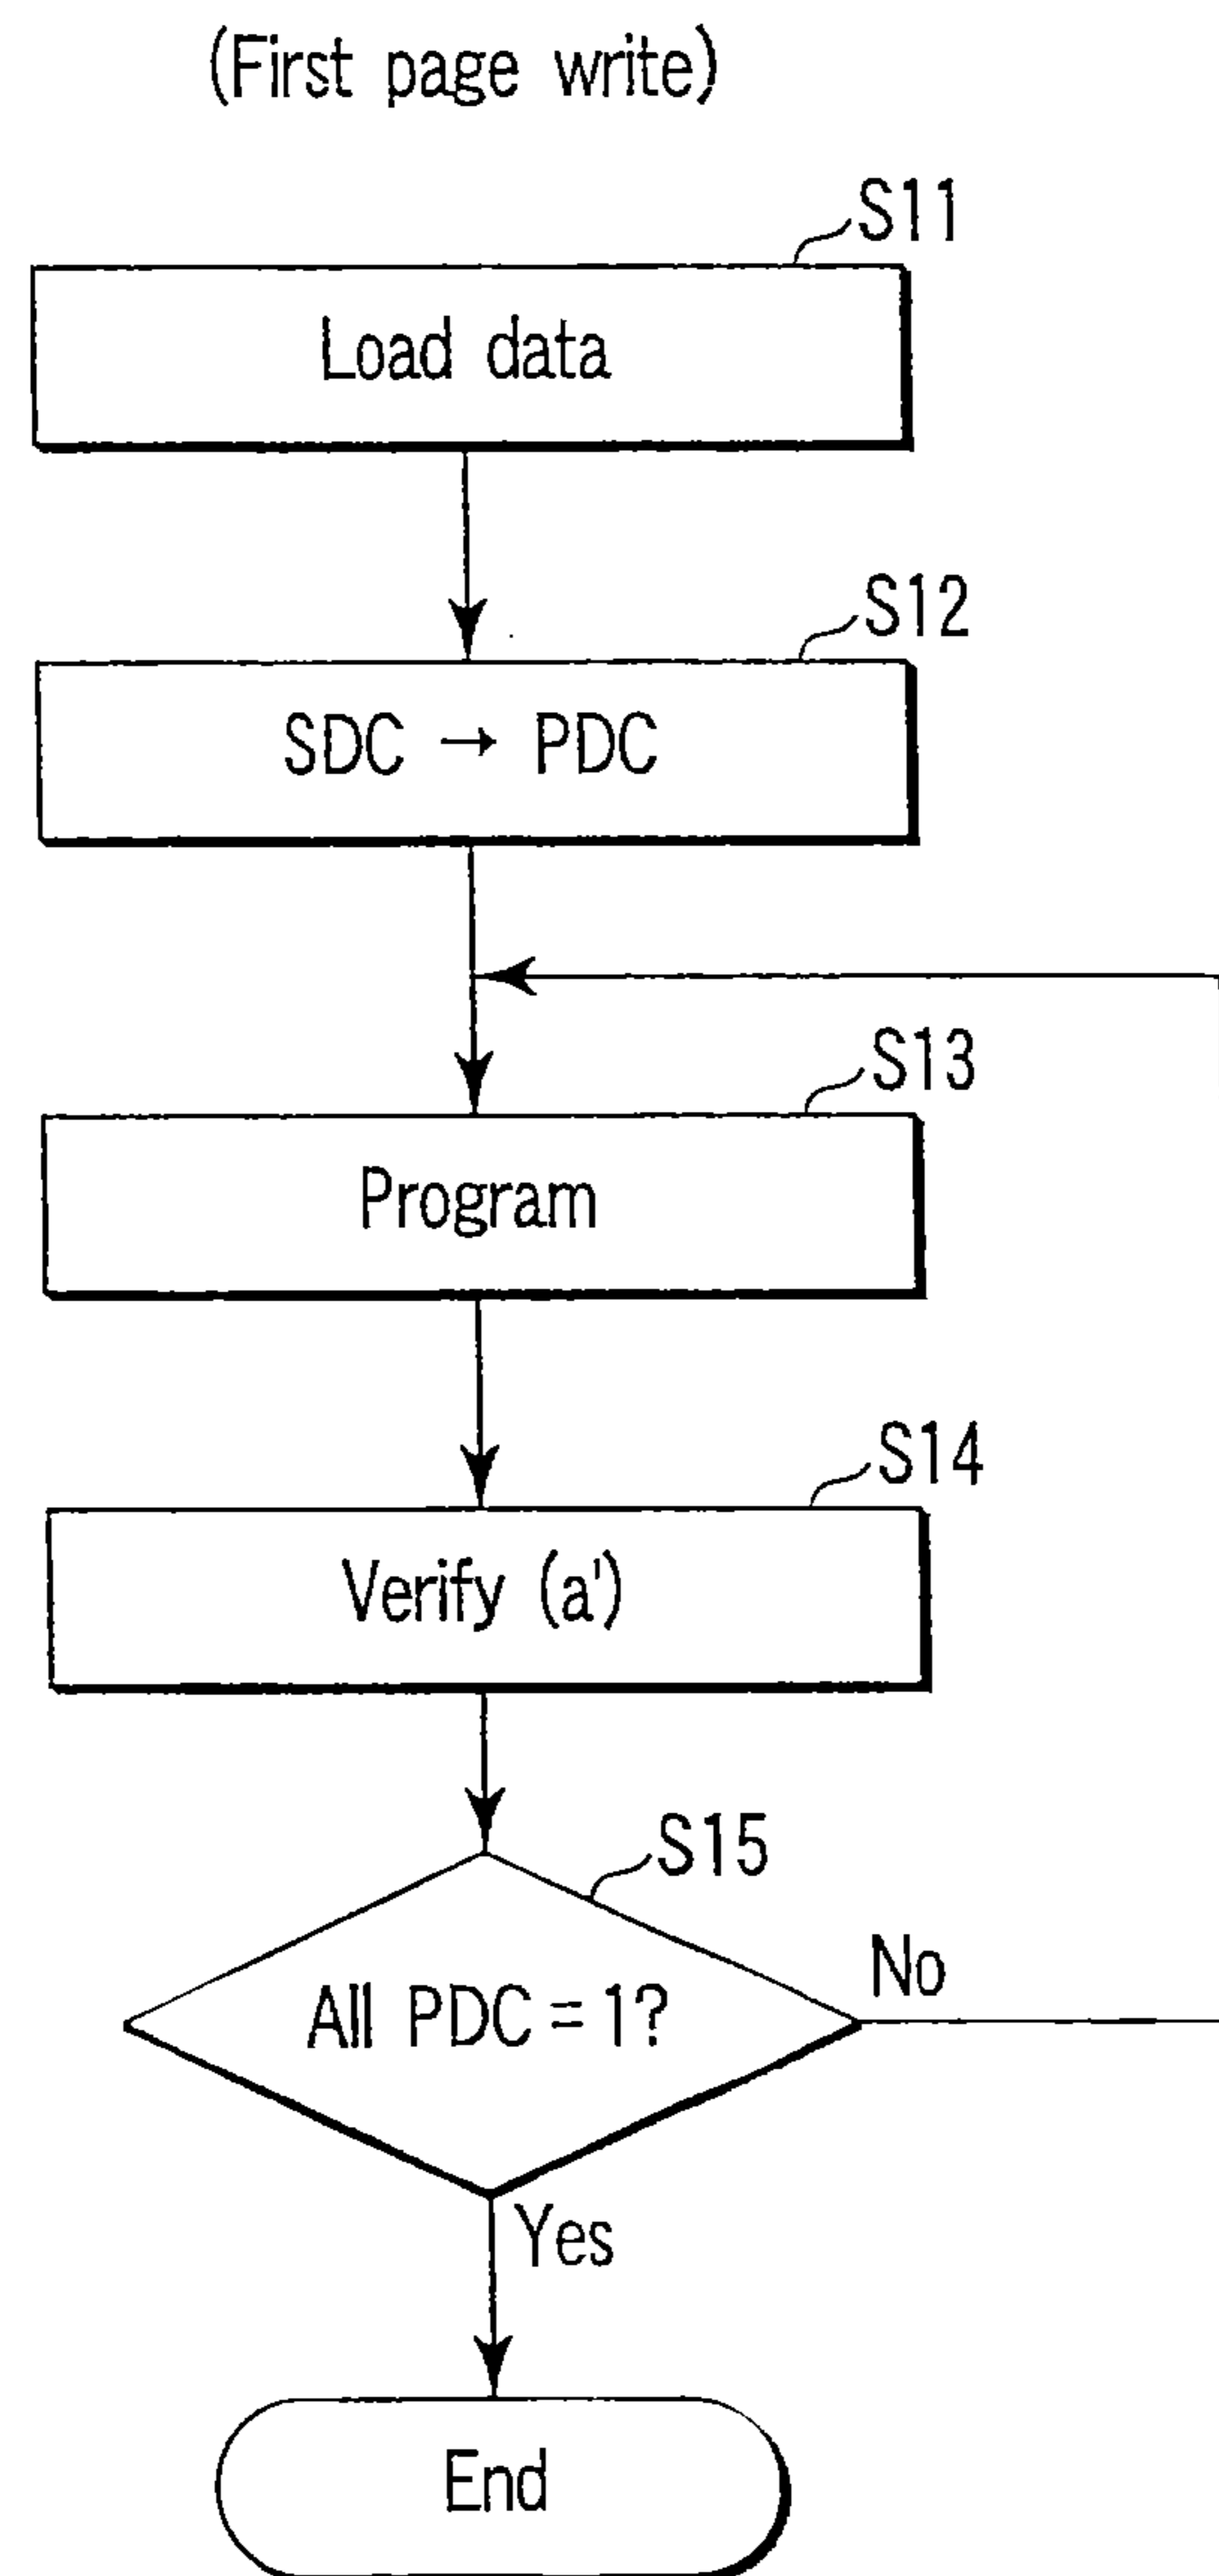 (First page write)
S11
Load data
S12
SDC → PDC
S13
Program
S14
Verify (a')
S15
All PDC = 1?
No
Yes
End